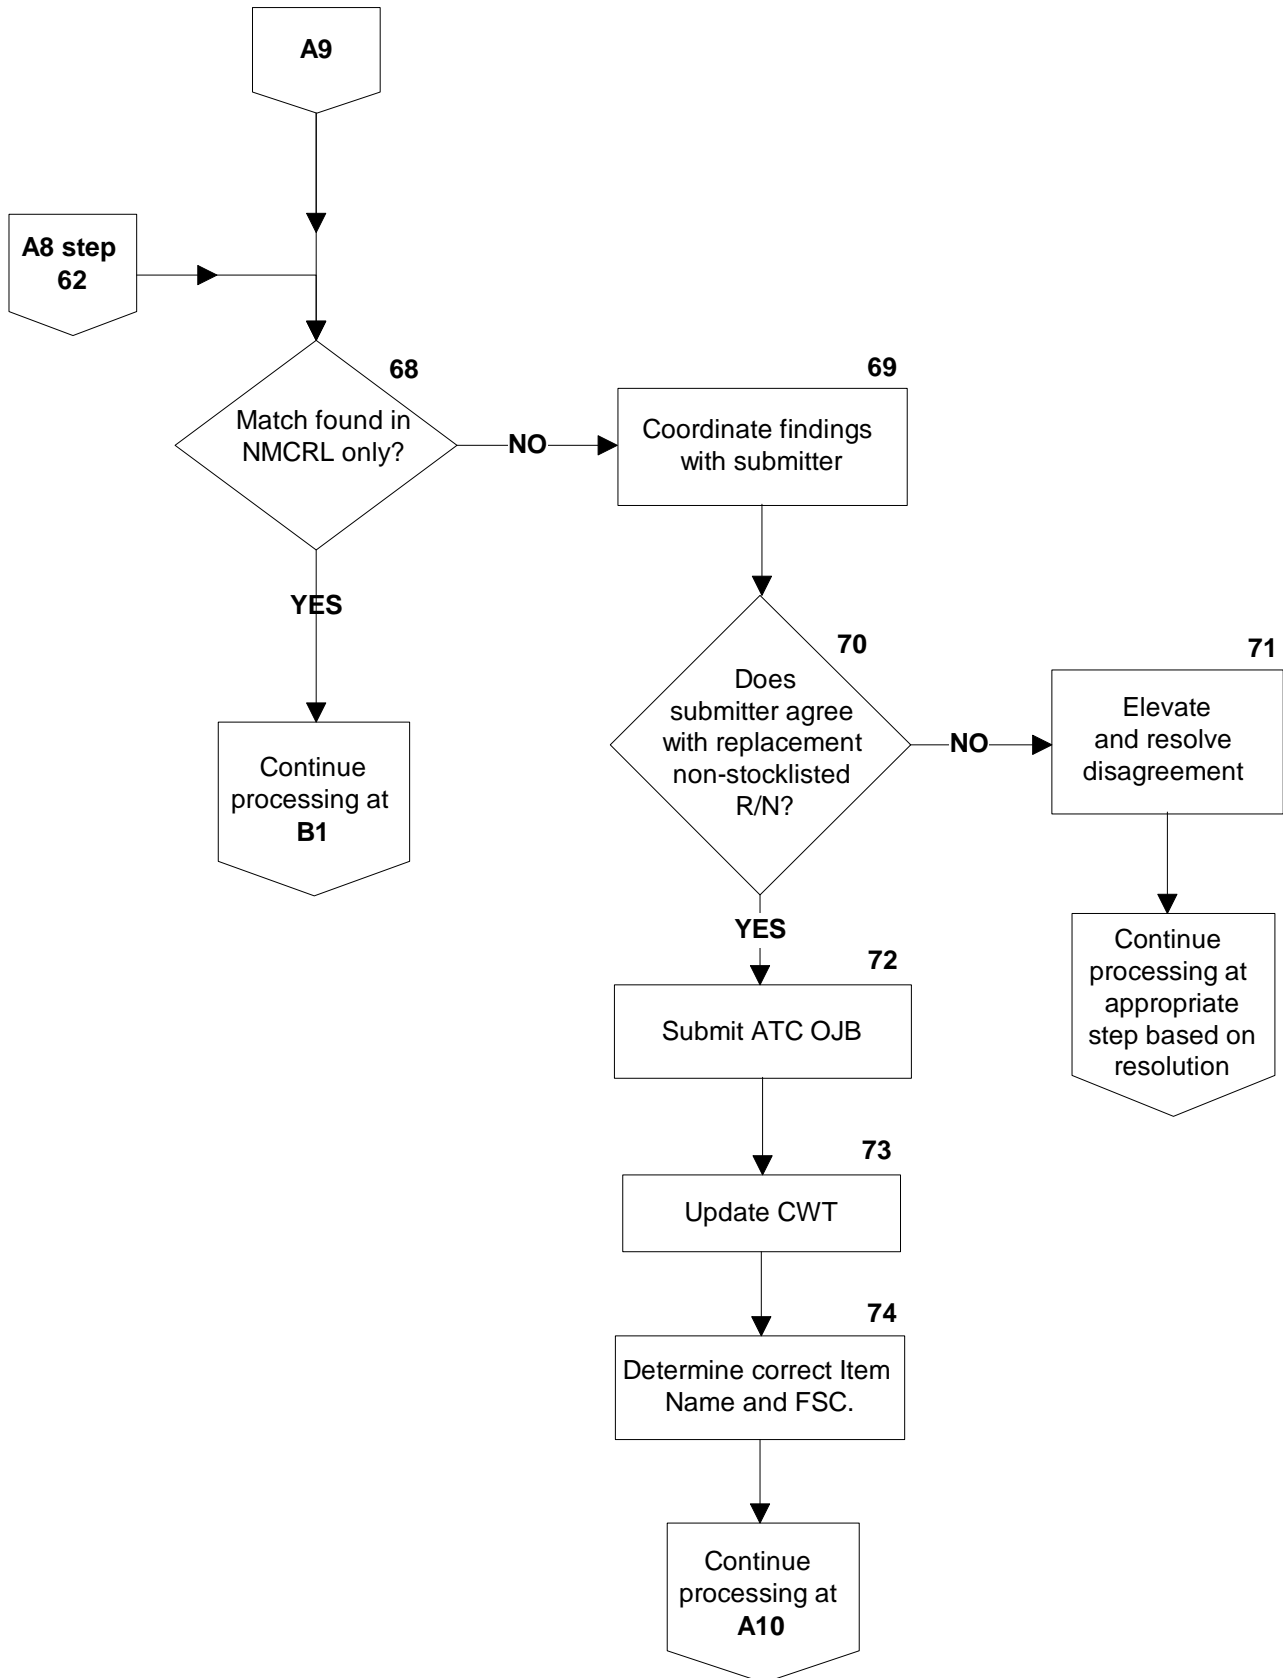 A9
A8 step
62
68
Match found in
NMCRL only?
NO
69
Coordinate findings
with submitter
YES
Continue
processing at
B1
70
Does
submitter agree
with replacement
non-stocklisted
R/N?
NO
71
Elevate
and resolve
disagreement
Continue
processing at
appropriate
step based on
resolution
YES
72
Submit ATC OJB
73
Update CWT
74
Determine correct Item
Name and FSC.
Continue
processing at
A10